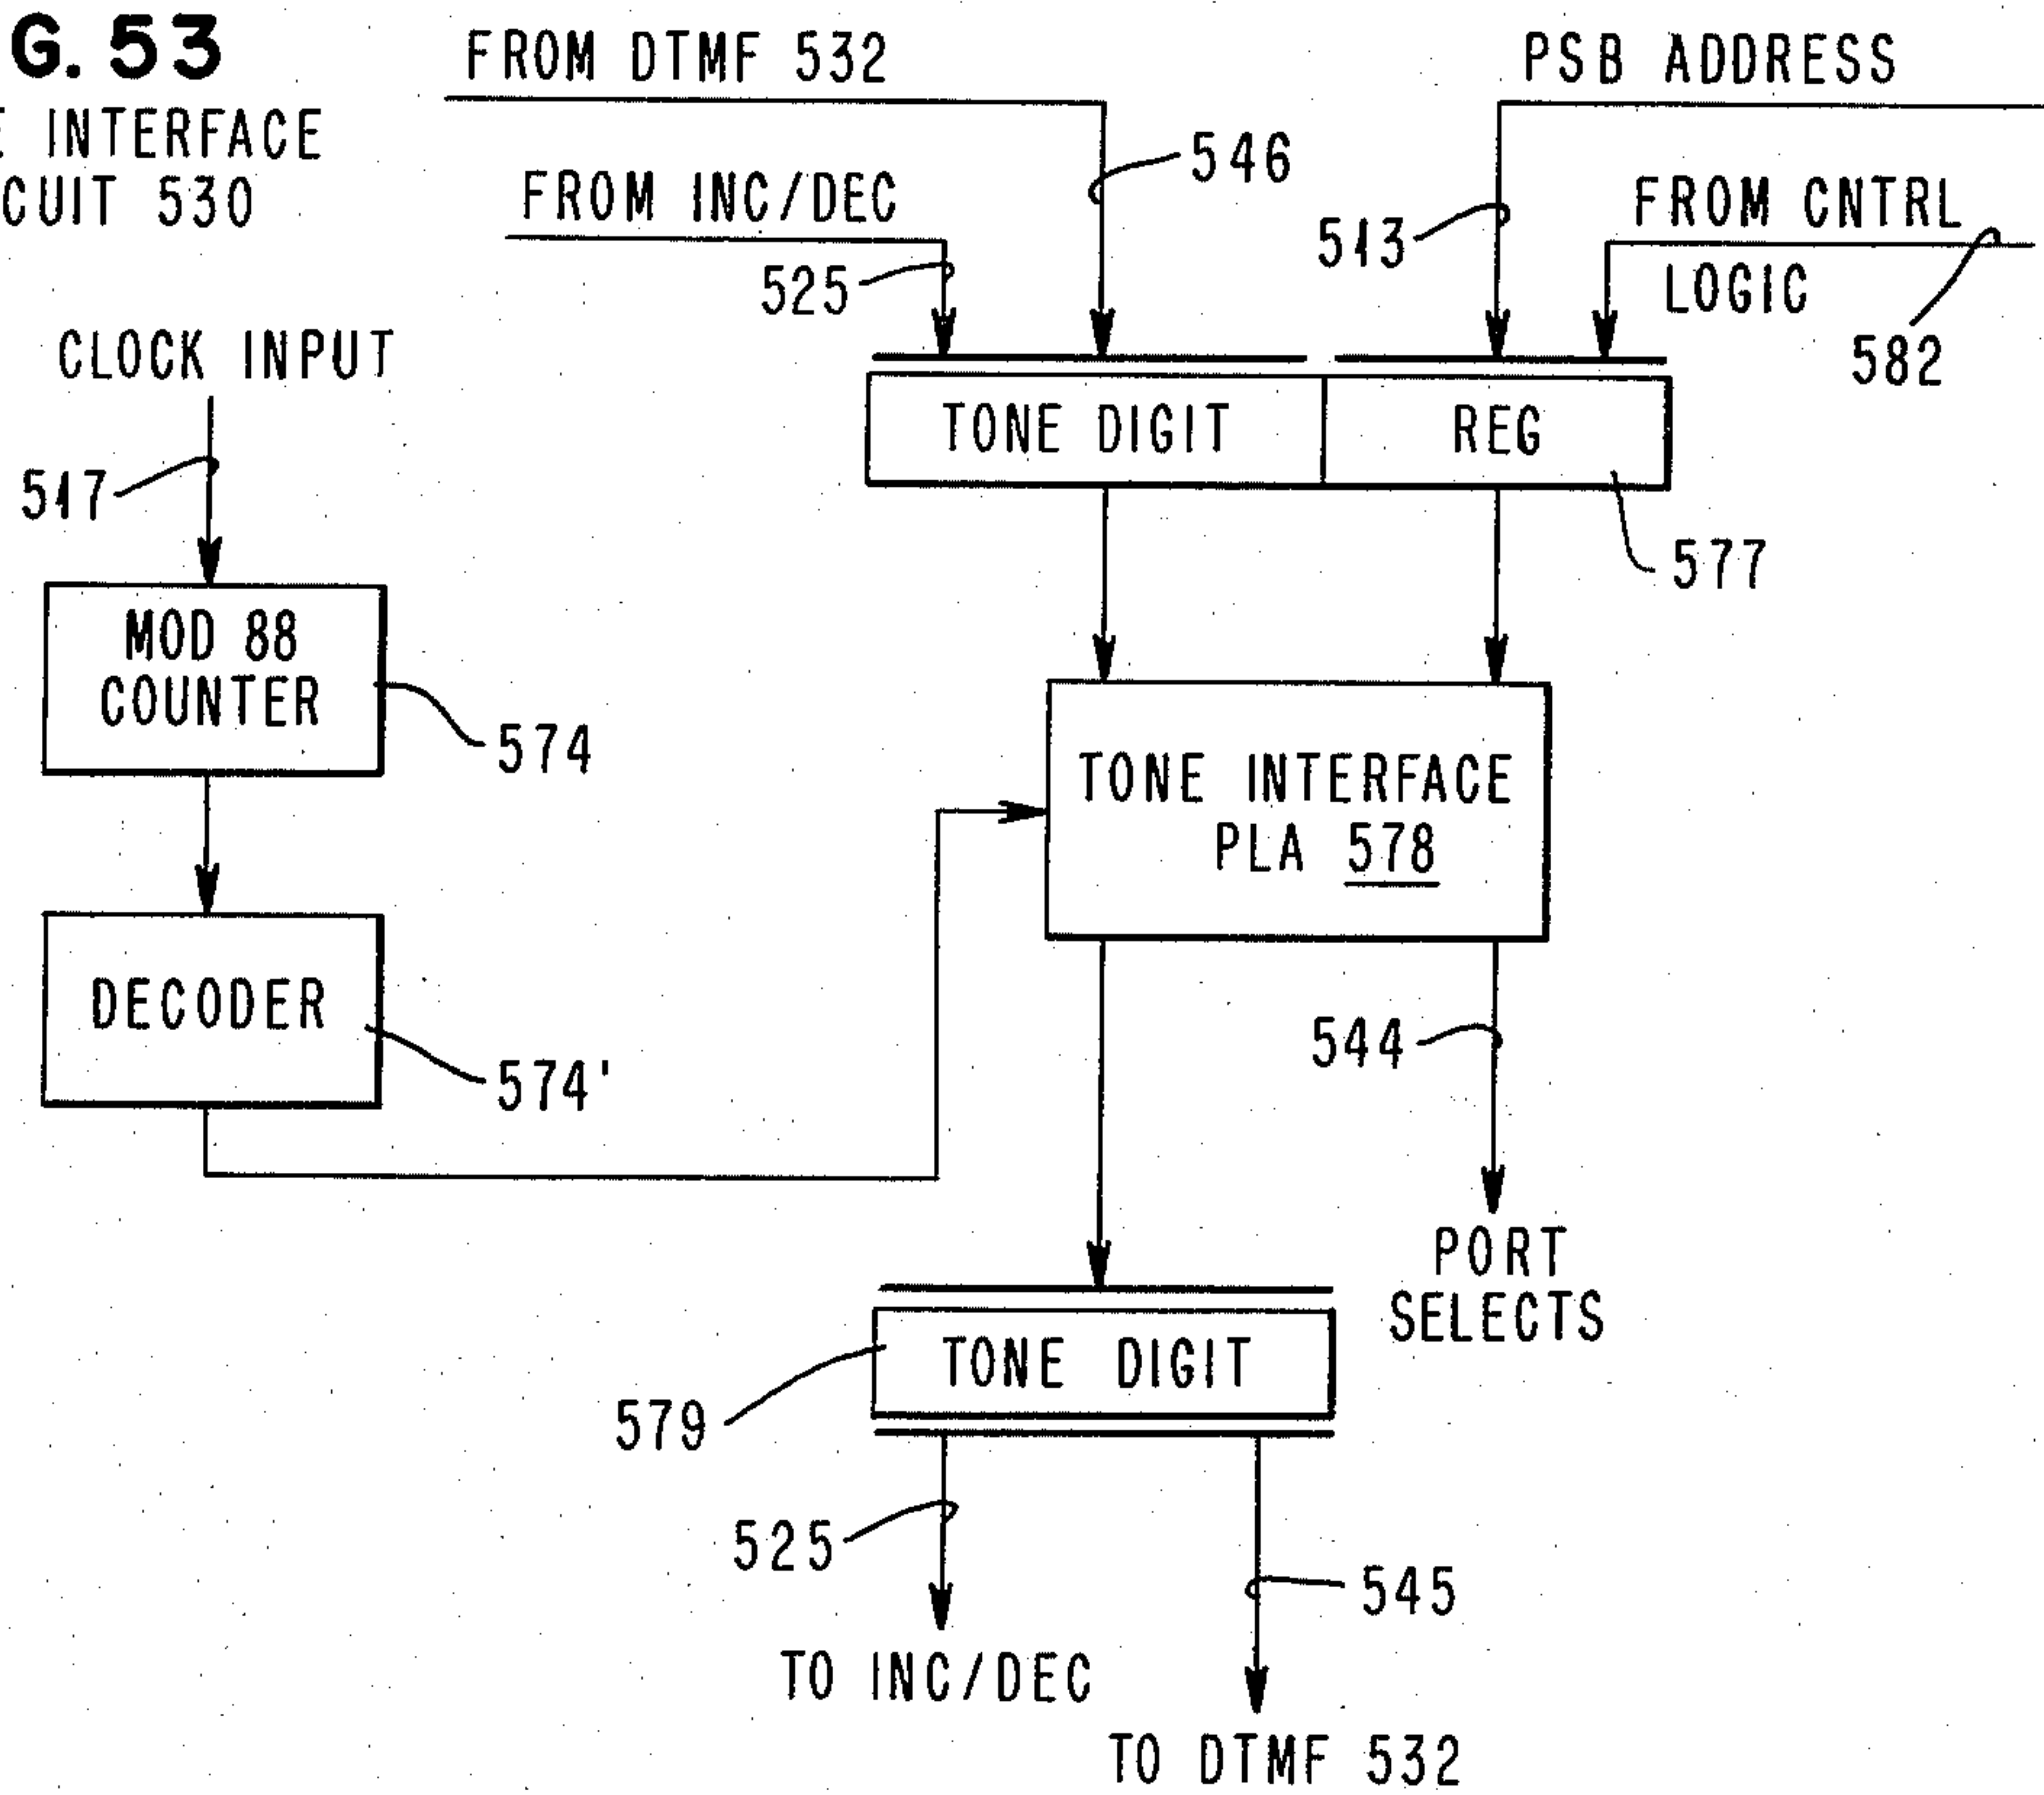 G. 53
E INTERFACE
CUIT 530
FROM DTMF 532
PSB ADDRESS
546
FROM INC/DEC
513
FROM CNTRL
LOGIC
525
582
CLOCK INPUT
TONE DIGIT
REG
517
577
MOD 88
COUNTER
574
TONE INTERFACE
PLA 578
DECODER
574'
544
PORT
SELECTS
TONE DIGIT
579
525
545
TO INC/DEC
TO DTMF 532